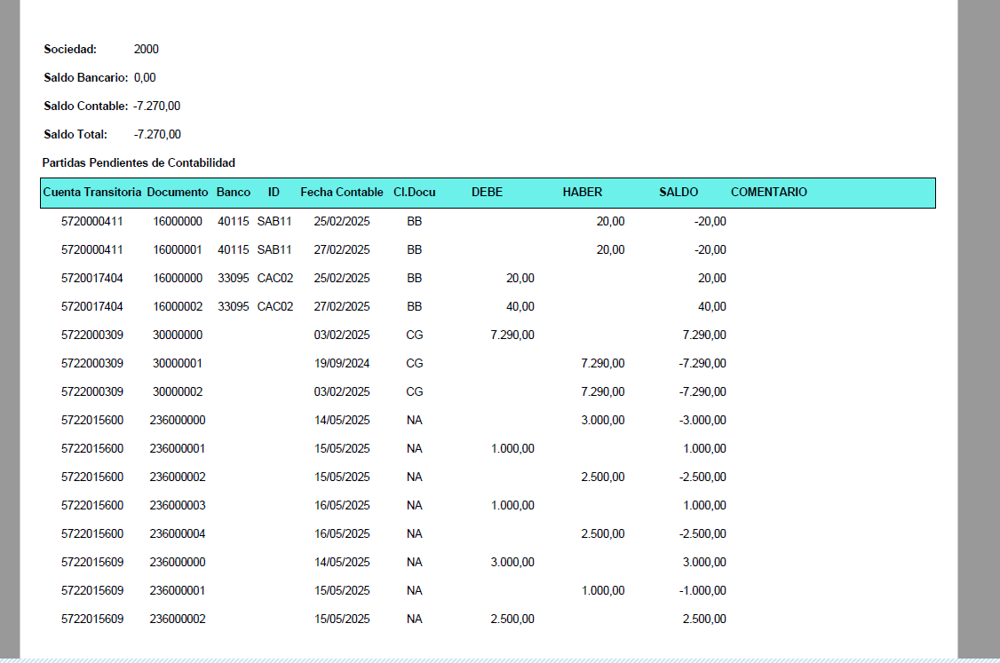 Sociedad: 2000
Saldo Bancario: 0,00
Saldo Contable: -7.270,00
Saldo Total: -7.270,00
Partidas Pendientes de Contabilidad
Cuenta Transitoria Documento Banco ID Fecha Contable Cl.Docu DEBE HABER SALDO COMENTARIO
5720000411 16000000 40115 SAB11 25/02/2025 BB 20,00 -20,00
5720000411 16000001 40115 SAB11 27/02/2025 BB 20,00 -20,00
5720017404 16000000 33095 CAC02 25/02/2025 BB 20,00 20,00
5720017404 16000002 33095 CAC02 27/02/2025 BB 40,00 40,00
5722000309 30000000 03/02/2025 CG 7.290,00 7.290,00
5722000309 30000001 19/09/2024 CG 7.290,00 -7.290,00
5722000309 30000002 03/02/2025 CG 7.290,00 -7.290,00
5722015600 236000000 14/05/2025 NA 3.000,00 -3.000,00
5722015600 236000001 15/05/2025 NA 1.000,00 1.000,00
5722015600 236000002 15/05/2025 NA 2.500,00 -2.500,00
5722015600 236000003 16/05/2025 NA 1.000,00 1.000,00
5722015600 236000004 16/05/2025 NA 2.500,00 -2.500,00
5722015609 236000000 14/05/2025 NA 3.000,00 3.000,00
5722015609 236000001 15/05/2025 NA 1.000,00 -1.000,00
5722015609 236000002 15/05/2025 NA 2.500,00 2.500,00